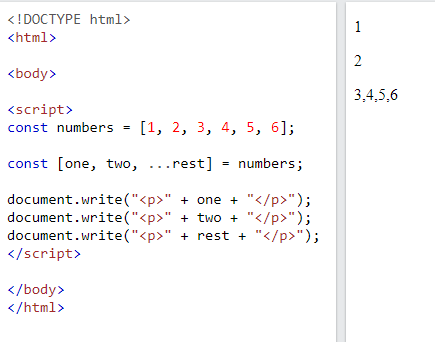 <!DOCTYPE html>
<html>
<body>
<script>
const numbers = [1, 2, 3, 4, 5, 6];
const [one, two, ...rest] = numbers;
document.write("<p>" + one + "</p>");
document.write("<p>" + two + "</p>");
document.write("<p>" + rest + "</p>");
</script>
</body>
</html>
1
2
3,4,5,6